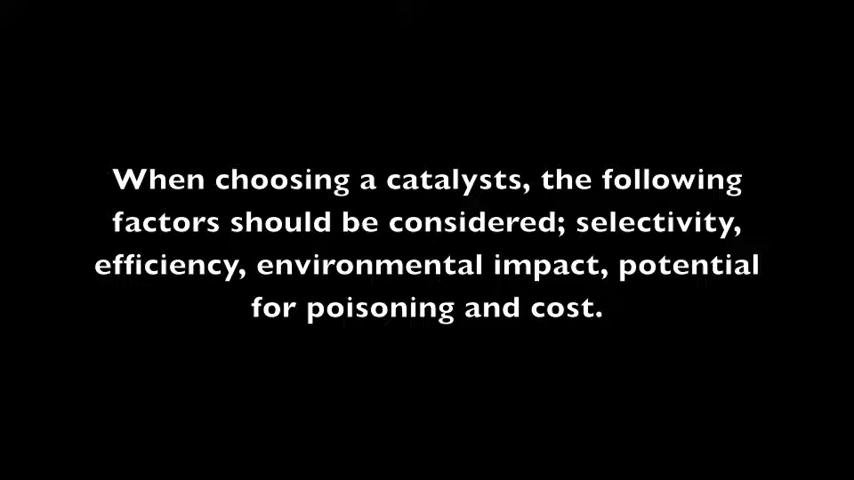 When choosing a catalysts, the following
factors should be considered; selectivity,
efficiency, environmental impact, potential
for poisoning and cost.